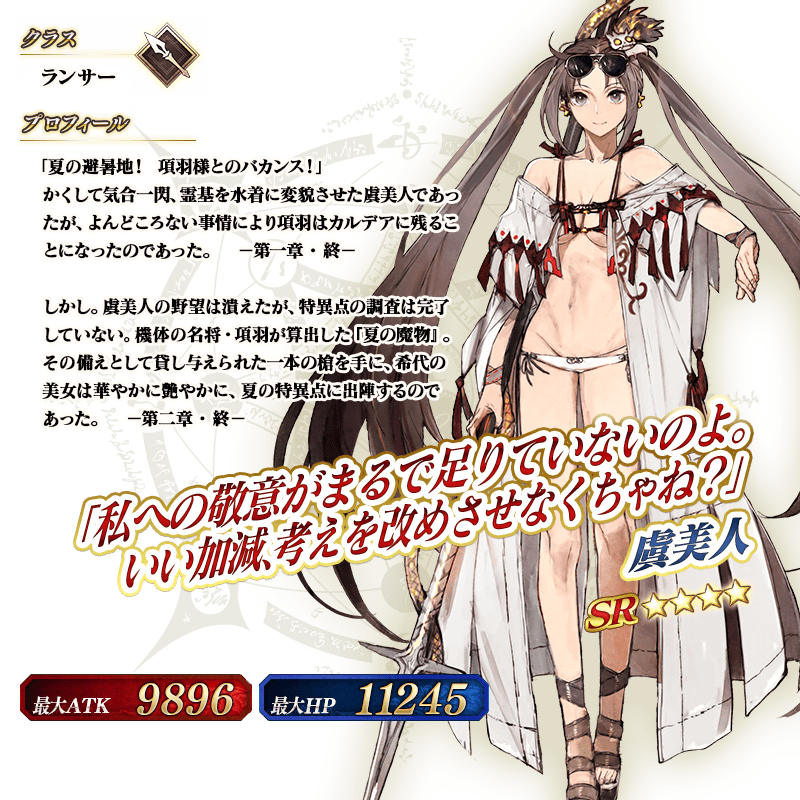 クラス
ランサー
プロフィール
「夏の避暑地！　項羽様とのバカンス！」
かくして気合一閃、霊基を水着に変貌させた虞美人であっ
たが、よんどころない事情により項羽はカルデアに残るこ
とになったのであった。　－第一章・終－
しかし。虞美人の野望は潰えたが、特異点の調査は完了
していない。機体の名将・項羽が算出した『夏の魔物』。
その備えとして貸し与えられた一本の槍を手に、希代の
美女は華やかに艶やかに、夏の特異点に出陣するので
あった。　－第二章・終－
「私への敬意がまるで足りていないのよ。
いい加減、考えを改めさせなくちゃね？」
虞美人
SR
最大ATK 9896
最大HP 11245